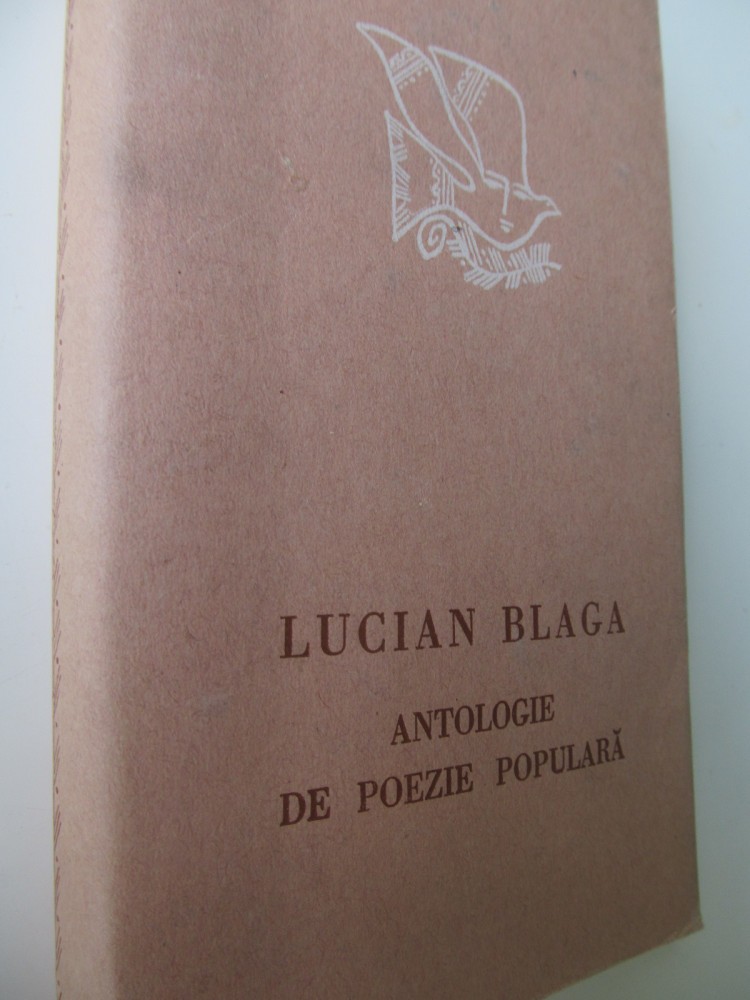 LUCIAN BLAGA
ANTOLOGIE
DE POEZIE POPULARĂ